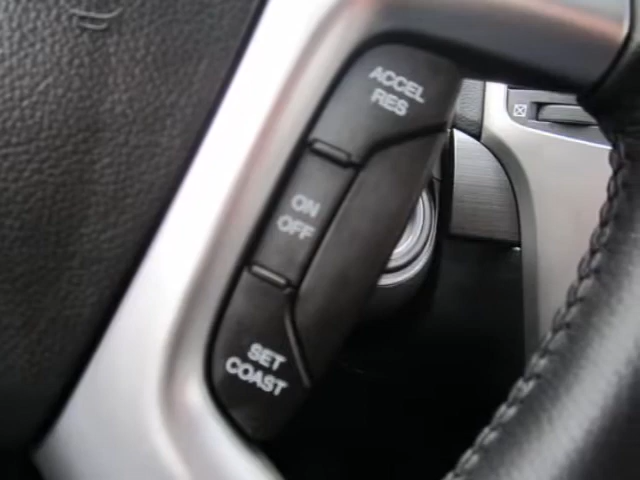 ACCEL
RES
ON
OFF
SET
COAST